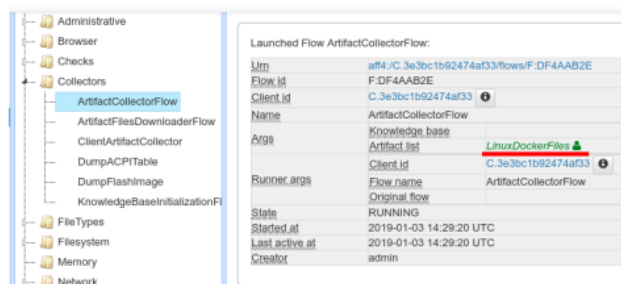 Administrative
Browser
Checks
Collectors
ArtifactCollectorFlow
ArtifactFilesDownloaderFlow
ClientArtifactCollector
DumpACPITable
DumpFlashImage
KnowledgeBaseInitializationFl
FileTypes
Filesystem
Memory
Network
Launched Flow ArtifactCollectorFlow:
Urn aff4:/C.3e3bc1b92474af33/flows/F:DF4AAB2E
Flow id F:DF4AAB2E
Client id C.3e3bc1b92474af33
Name ArtifactCollectorFlow
Args Knowledge base
Artifact list LinuxDockerFiles
Runner args Client id C.3e3bc1b92474af33
Flow name ArtifactCollectorFlow
Original flow
State RUNNING
Started at 2019-01-03 14:29:20 UTC
Last active at 2019-01-03 14:29:20 UTC
Creator admin